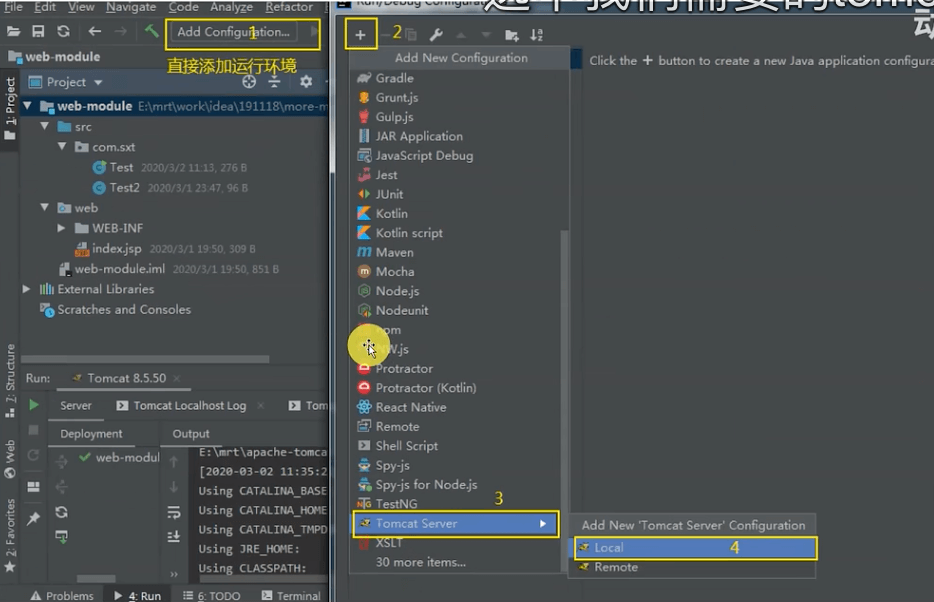 File Edit View Navigate Code Analyze Refactor
Add Configuration...
1
直接添加运行环境
web-module
Project
web-module E:\mrt\work\idea\191118\more-m
src
com.sxt
Test 2020/3/2 11:13, 276 B
Test2 2020/3/1 23:47, 96 B
web
WEB-INF
index.jsp 2020/3/1 19:50, 309 B
web-module.iml 2020/3/1 19:50, 851 B
External Libraries
Scratches and Consoles
1: Project
7: Structure
Web
2: Favorites
Run: Tomcat 8.5.50
Server Tomcat Localhost Log Tom
Deployment Output
web-modul
E:\mrt\apache-tomca
[2020-03-02 11:35:2
Using CATALINA_BASE
Using CATALINA_HOME
Using CATALINA_TMPD
Using JRE_HOME:
Using CLASSPATH:
Problems 4: Run 6: TODO Terminal
Run/Debug Configurat
2
Add New Configuration
Click the + button to create a new Java application configura
Gradle
Grunt.js
Gulp.js
JAR Application
JavaScript Debug
Jest
JUnit
Kotlin
Kotlin script
Maven
Mocha
Node.js
Nodeunit
npm
NW.js
Protractor
Protractor (Kotlin)
React Native
Remote
Shell Script
Spy-js
Spy-js for Node.js
TestNG
3
Tomcat Server
XSLT
30 more items...
Add New 'Tomcat Server' Configuration
Local
4
Remote